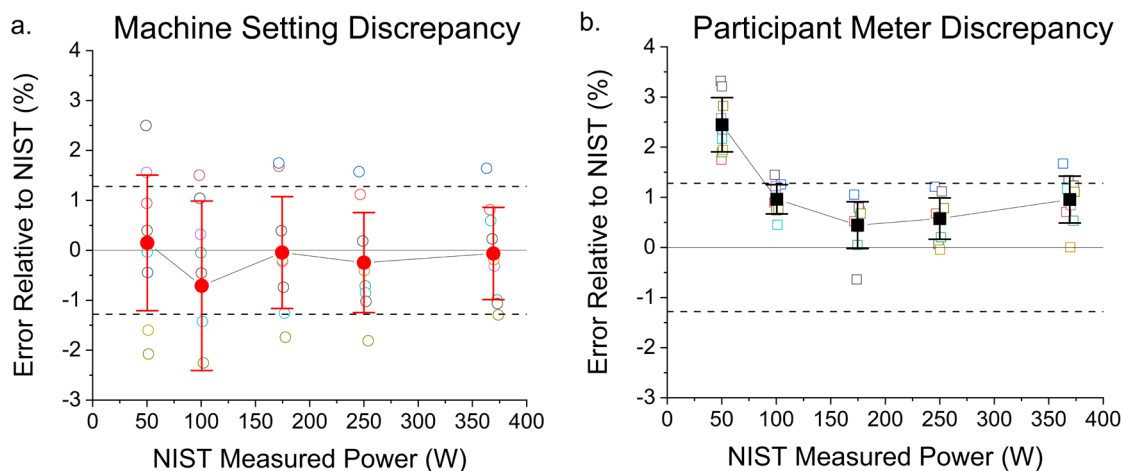 a.
Machine Setting Discrepancy
4
3
2
1
0
-1
-2
-3
Error Relative to NIST (%)
0 50 100 150 200 250 300 350 400
NIST Measured Power (W)
b.
Participant Meter Discrepancy
4
3
2
1
0
-1
-2
-3
Error Relative to NIST (%)
0 50 100 150 200 250 300 350 400
NIST Measured Power (W)